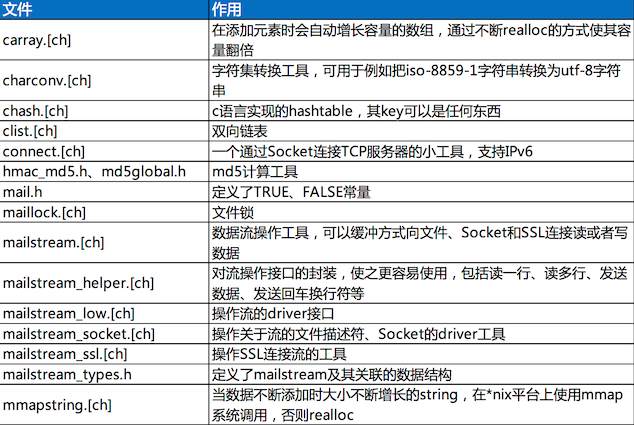 文件 作用
carray.[ch] 在添加元素时会自动增长容量的数组，通过不断realloc的方式使其容
量翻倍
charconv.[ch] 字符集转换工具，可用于例如把iso-8859-1字符串转换为utf-8字符
串
chash.[ch] c语言实现的hashtable，其key可以是任何东西
clist.[ch] 双向链表
connect.[ch] 一个通过Socket连接TCP服务器的小工具，支持IPv6
hmac_md5.h、md5global.h md5计算工具
mail.h 定义了TRUE、FALSE常量
maillock.[ch] 文件锁
mailstream.[ch] 数据流操作工具，可以缓冲方式向文件、Socket和SSL连接读或者写
数据
mailstream_helper.[ch] 对流操作接口的封装，使之更容易使用，包括读一行、读多行、发送
数据、发送回车换行符等
mailstream_low.[ch] 操作流的driver接口
mailstream_socket.[ch] 操作关于流的文件描述符、Socket的driver工具
mailstream_ssl.[ch] 操作SSL连接流的工具
mailstream_types.h 定义了mailstream及其关联的数据结构
mmapstring.[ch] 当数据不断添加时大小不断增长的string，在*nix平台上使用mmap
系统调用，否则realloc